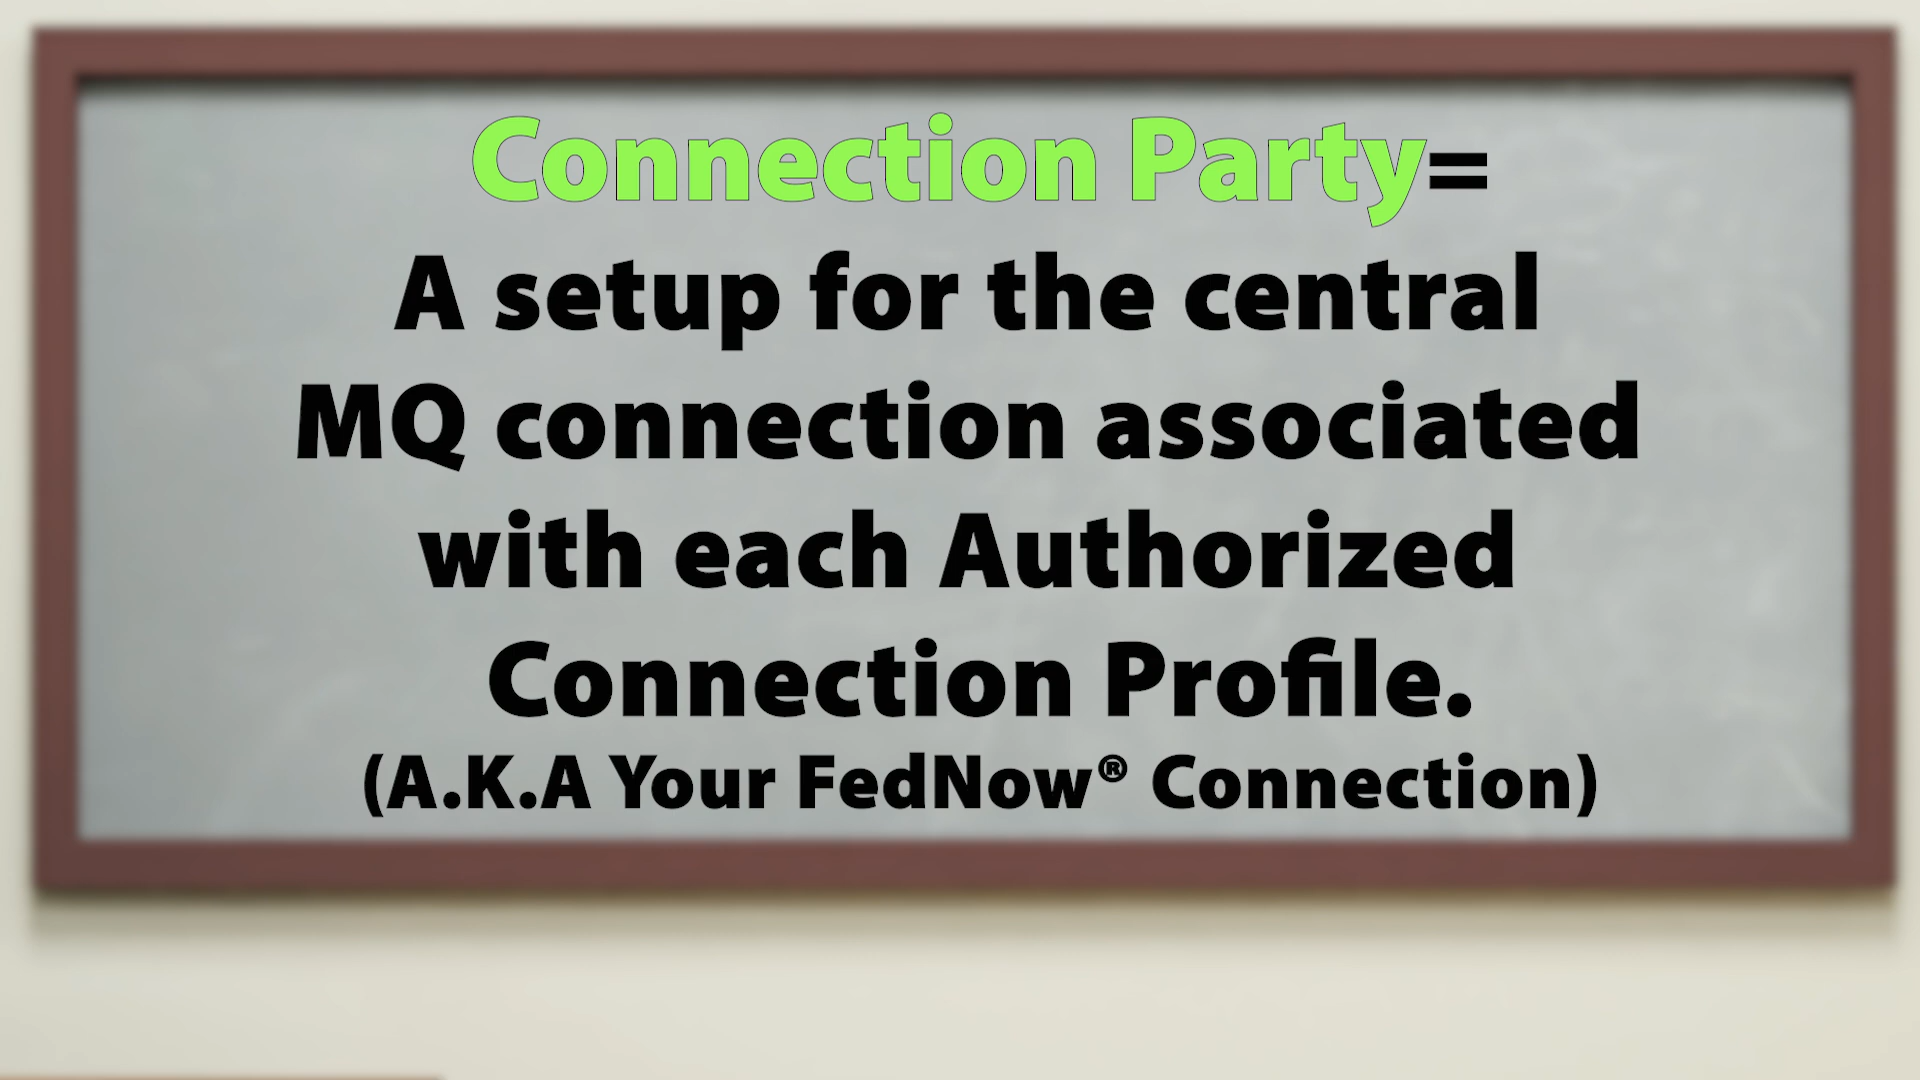 Connection Party=
A setup for the central
MQ connection associated
with each Authorized
Connection Profile.
(A.K.A Your FedNow® Connection)